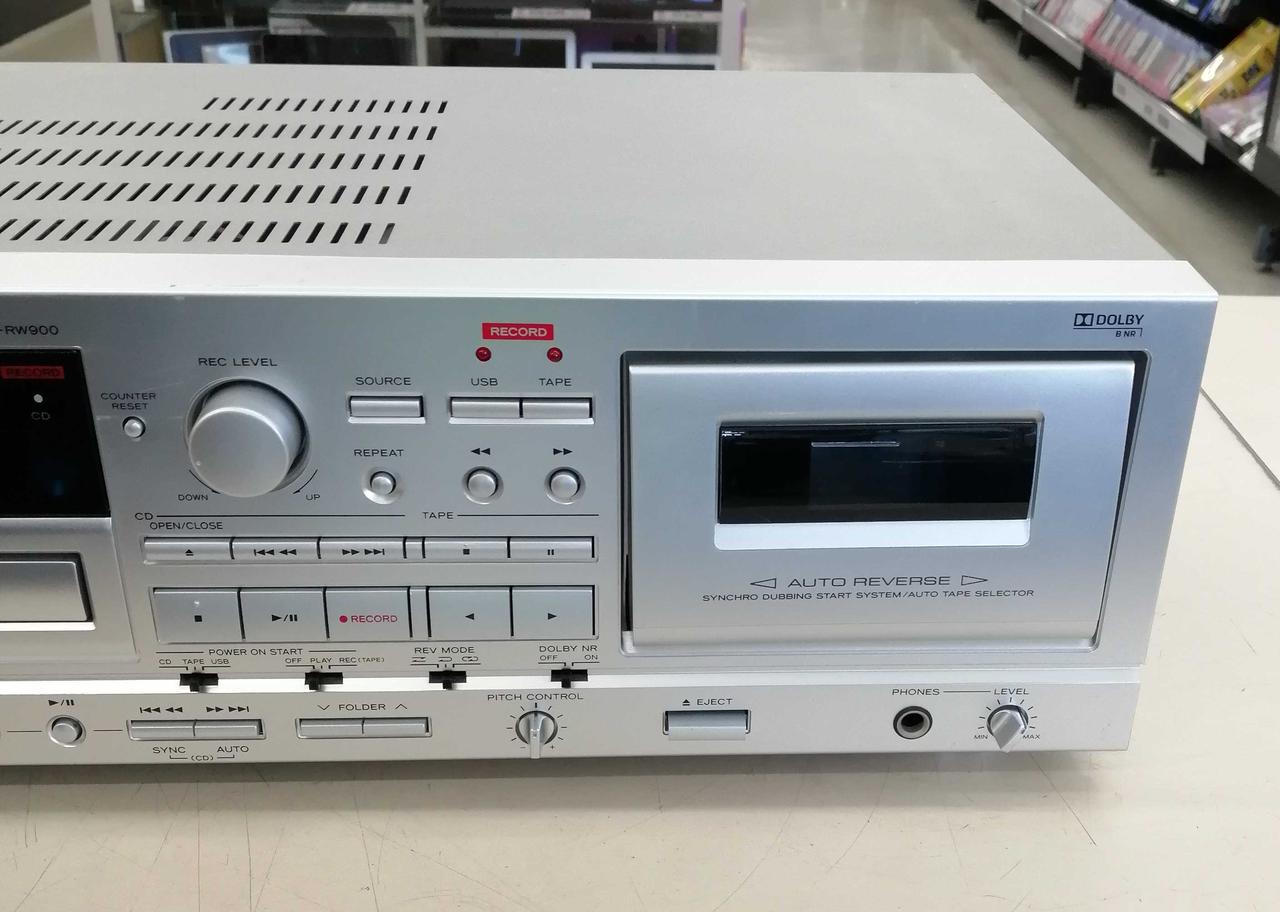 -RW900
RECORD
CD
COUNTER
RESET
REC LEVEL
DOWN
UP
SOURCE
RECORD
USB
TAPE
REPEAT
DOLBY
B NR
CD
TAPE
OPEN/CLOSE
RECORD
AUTO REVERSE
SYNCHRO DUBBING START SYSTEM/AUTO TAPE SELECTOR
POWER ON START
CD TAPE USB
OFF PLAY REC(TAPE)
REV MODE
DOLBY NR
OFF ON
FOLDER
SYNC AUTO
(CD)
PITCH CONTROL
- +
EJECT
PHONES
LEVEL
MIN MAX